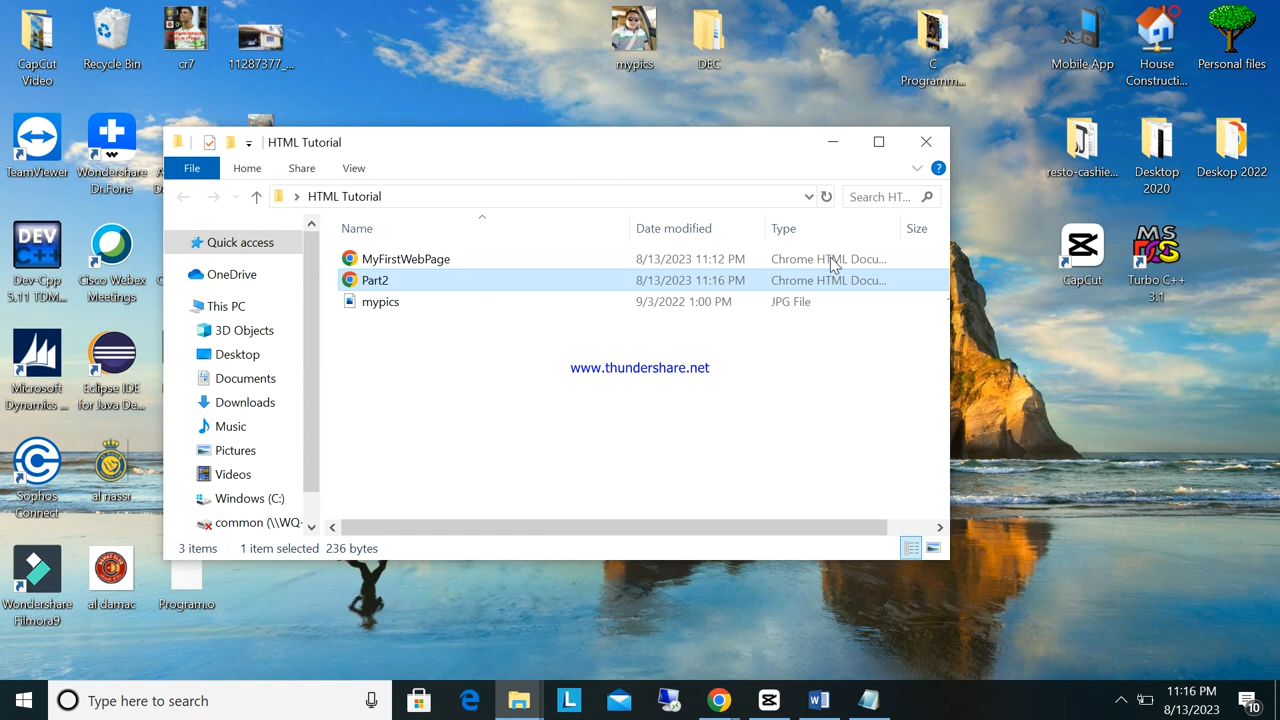 CapCut
Video
Recycle Bin
cr7
11287377_...
mypics
DEC
C
Programm...
Mobile App
House
Constructi...
Personal files
TeamViewer
Wondershare
Dr.Fone
resto-cashie...
Desktop
2020
Deskop 2022
HTML Tutorial
File
Home
Share
View
HTML Tutorial
Search HT...
Name
Date modified
Type
Size
MyFirstWebPage
8/13/2023 11:12 PM
Chrome HTML Docu...
Part2
8/13/2023 11:16 PM
Chrome HTML Docu...
mypics
9/3/2022 1:00 PM
JPG File
Quick access
OneDrive
This PC
3D Objects
Desktop
Documents
Downloads
Music
Pictures
Videos
Windows (C:)
common (\\WQ-
www.thundershare.net
3 items
1 item selected
236 bytes
DEV
C++
Dev-Cpp
5.11 TDM...
Cisco Webex
Meetings
CapCut
MS
DOS
Turbo C++
3.1
Microsoft
Dynamics ...
Eclipse IDE
for Java De...
Sophos
Connect
al nassr
Wondershare
Filmora9
al damac
Program.o
Type here to search
11:16 PM
8/13/2023
10